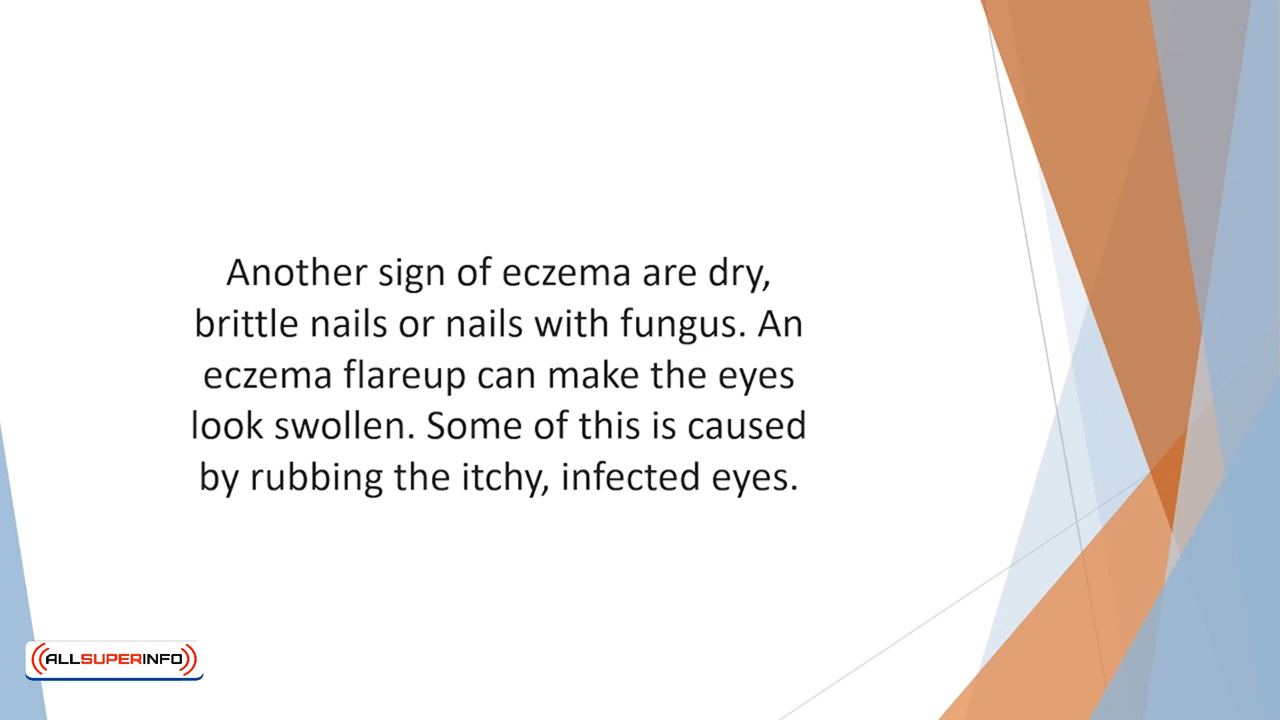 Another sign of eczema are dry,
brittle nails or nails with fungus. An
eczema flareup can make the eyes
look swollen. Some of this is caused
by rubbing the itchy, infected eyes.
ALLSUPERINFO